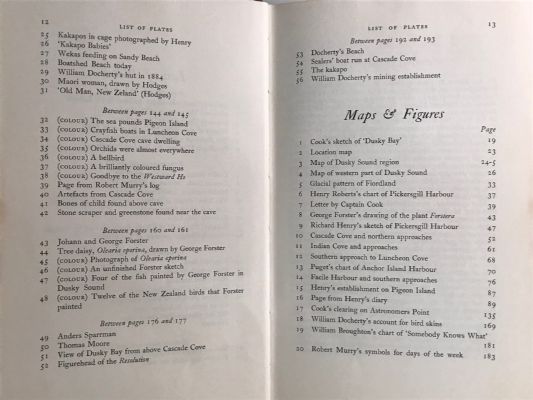 12
LIST OF PLATES
25 Kakapos in cage photographed by Henry
26 'Kakapo Babies'
27 Wekas feeding on Sandy Beach
28 Boatshed Beach today
29 William Docherty's hut in 1884
30 Maori woman, drawn by Hodges
31 'Old Man, New Zeland' (Hodges)
Between pages 144 and 145
32 (COLOUR) The sea pounds Pigeon Island
33 (COLOUR) Crayfish boats in Luncheon Cove
34 (COLOUR) Cascade Cove cave dwelling
35 (COLOUR) Orchids were almost everywhere
36 (COLOUR) A bellbird
37 (COLOUR) A brilliantly coloured fungus
38 (COLOUR) Goodbye to the Westward Ho
39 Page from Robert Murry's log
40 Artefacts from Cascade Cove
41 Bones of child found above cave
42 Stone scraper and greenstone found near the cave
Between pages 160 and 161
43 Johann and George Forster
44 Tree-daisy, Olearia oporina, drawn by George Forster
45 (COLOUR) Photograph of Olearia oporina
46 (COLOUR) An unfinished Forster sketch
47 (COLOUR) Four of the fish painted by George Forster in
Dusky Sound
48 (COLOUR) Twelve of the New Zealand birds that Forster
painted
Between pages 176 and 177
49 Anders Sparrman
50 Thomas Moore
51 View of Dusky Bay from above Cascade Cove
52 Figurehead of the Resolution
LIST OF PLATES
13
Between pages 192 and 193
53 Docherty's Beach
54 Sealers' boat run at Cascade Cove
55 The kakapo
56 William Docherty's mining establishment
Maps & Figures
Page
1 Cook's sketch of 'Dusky Bay' 19
2 Location map 23
3 Map of Dusky Sound region 24-5
4 Map of western part of Dusky Sound 26
5 Glacial pattern of Fiordland 33
6 Henry Roberts's chart of Pickersgill Harbour 37
7 Letter by Captain Cook 39
8 George Forster's drawing of the plant Forstera 43
9 Richard Henry's sketch of Pickersgill Harbour 47
10 Cascade Cove and northern approaches 52
11 Indian Cove and approaches 61
12 Southern approach to Luncheon Cove 68
13 Puget's chart of Anchor Island Harbour 70
14 Facile Harbour and southern approaches 76
15 Henry's establishment on Pigeon Island 87
16 Page from Henry's diary 89
17 Cook's clearing on Astronomers Point 135
18 William Docherty's account for bird skins 169
19 William Broughton's chart of 'Somebody Knows What'
181
20 Robert Murry's symbols for days of the week 183